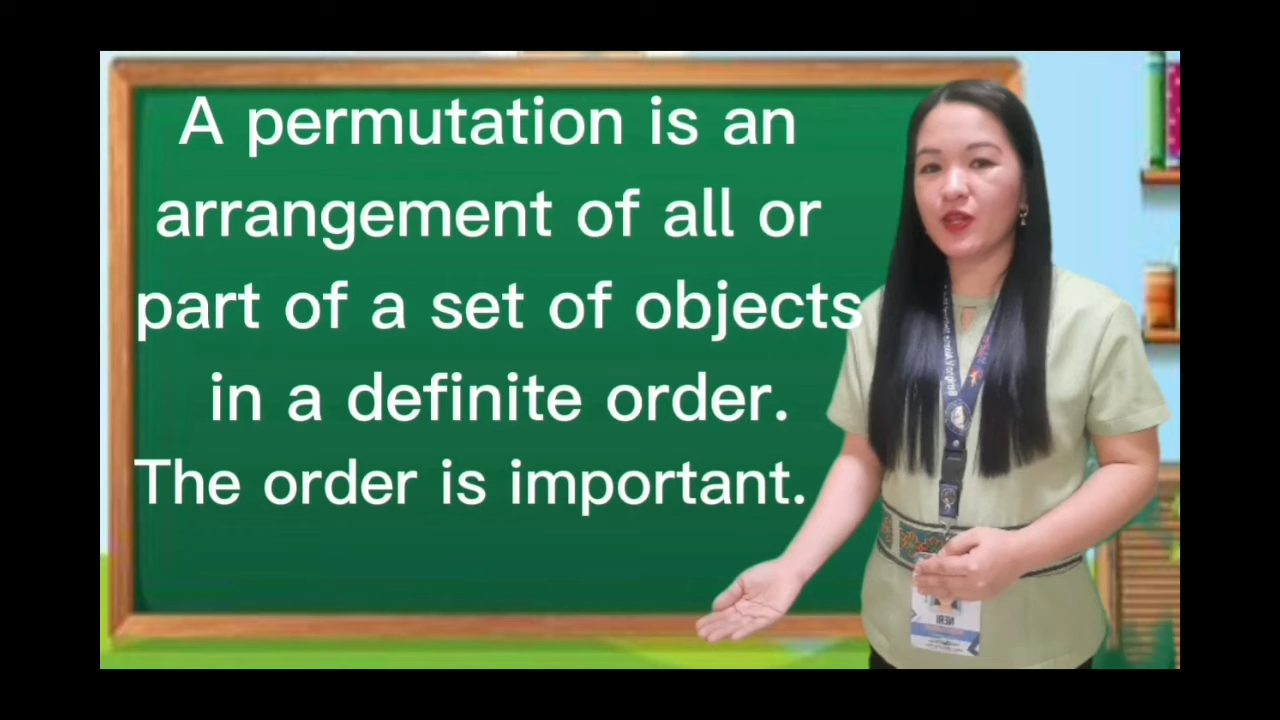 A permutation is an
arrangement of all or
part of a set of objects
in a definite order.
The order is important.